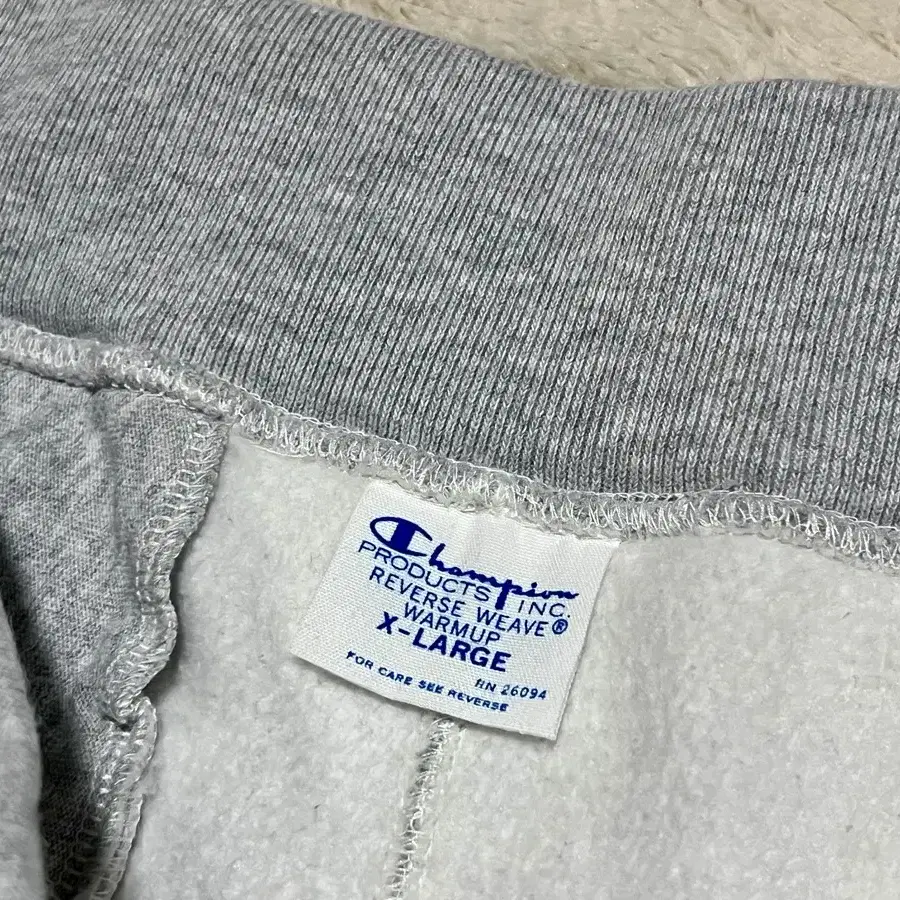 Champion
PRODUCTS INC.
REVERSE WEAVE®
WARMUP
X-LARGE
RN 26094
FOR CARE SEE REVERSE